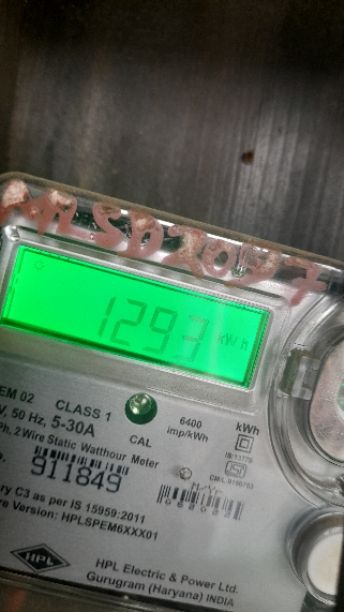 1293 kWh
EM 02 CLASS 1
V, 50 Hz, 5-30A CAL 6400 imp/kWh kWh
Ph, 2 Wire Static Watthour Meter
911849
ry C3 as per IS 15959:2011
re Version: HPLSPEM6XXX01
HPL
HPL Electric & Power Ltd.
Gurugram (Haryana) INDIA